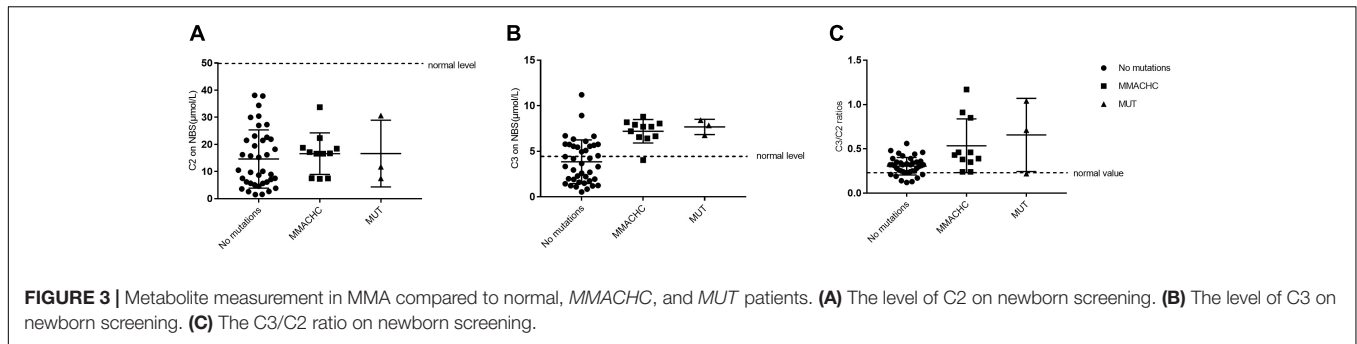 A
C2 on NBS(μmol/L)
50
40
30
20
10
0
normal level
No mutations
MMACHC
MUT
B
C3 on NBS(μmol/L)
15
10
5
0
normal level
No mutations
MMACHC
MUT
C
C3/C2 ratios
1.5
1.0
0.5
0.0
normal value
No mutations
MMACHC
MUT
No mutations
MMACHC
MUT
FIGURE 3 | Metabolite measurement in MMA compared to normal, MMACHC, and MUT patients. (A) The level of C2 on newborn screening. (B) The level of C3 on
newborn screening. (C) The C3/C2 ratio on newborn screening.